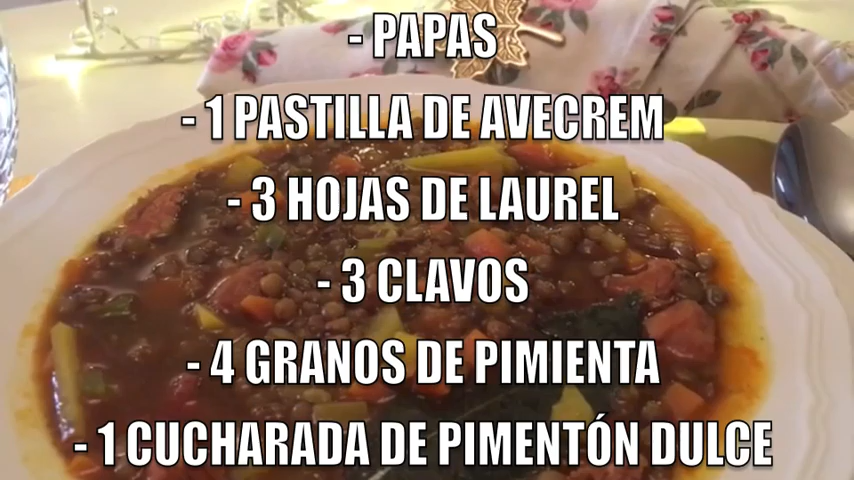 - PAPAS
- 1 PASTILLA DE AVECREM
- 3 HOJAS DE LAUREL
- 3 CLAVOS
- 4 GRANOS DE PIMIENTA
- 1 CUCHARADA DE PIMENTÓN DULCE